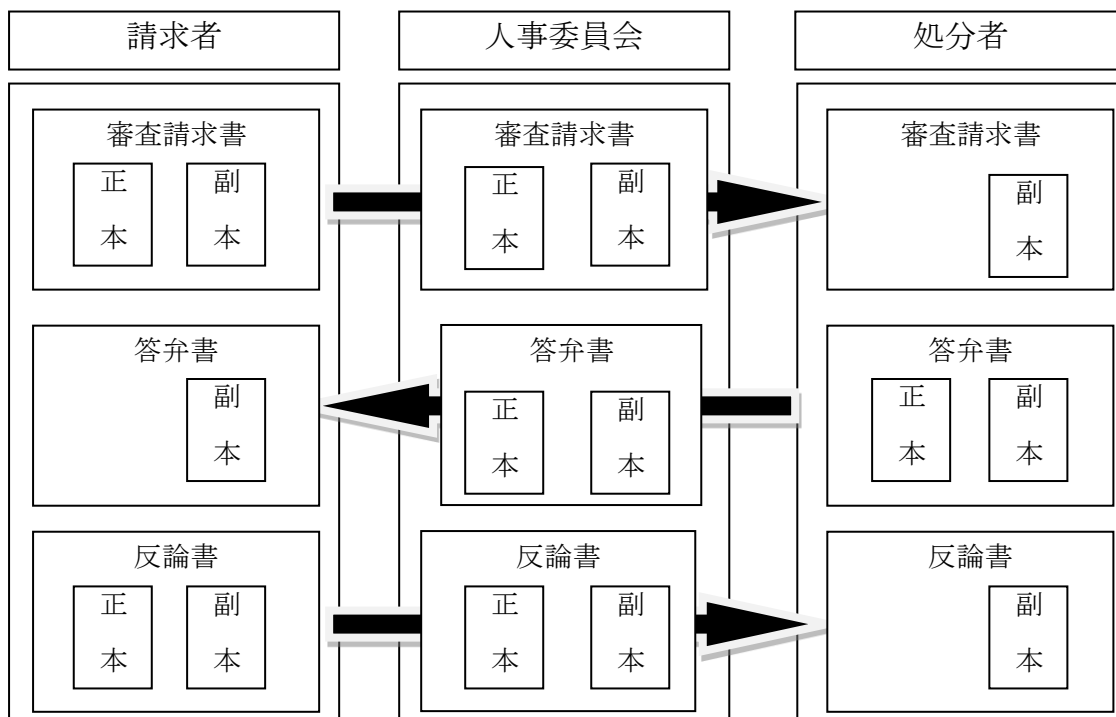 請求者
人事委員会
処分者
審査請求書
正本
副本
審査請求書
正本
副本
審査請求書
副本
答弁書
副本
答弁書
正本
副本
答弁書
正本
副本
反論書
正本
副本
反論書
正本
副本
反論書
副本